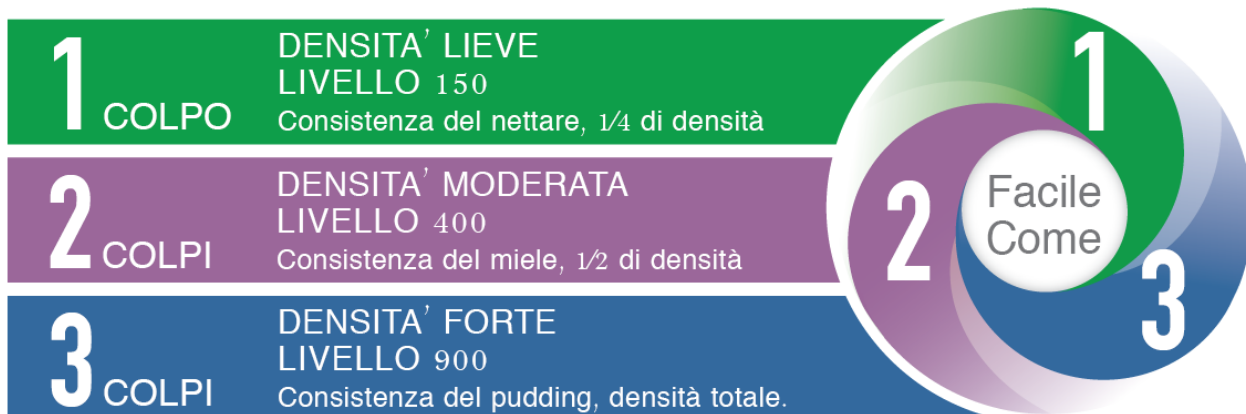 1 COLPO
DENSITA’ LIEVE
LIVELLO 150
Consistenza del nettare, 1/4 di densità
2 COLPI
DENSITA’ MODERATA
LIVELLO 400
Consistenza del miele, 1/2 di densità
3 COLPI
DENSITA’ FORTE
LIVELLO 900
Consistenza del pudding, densità totale.
Facile
Come
1
2
3